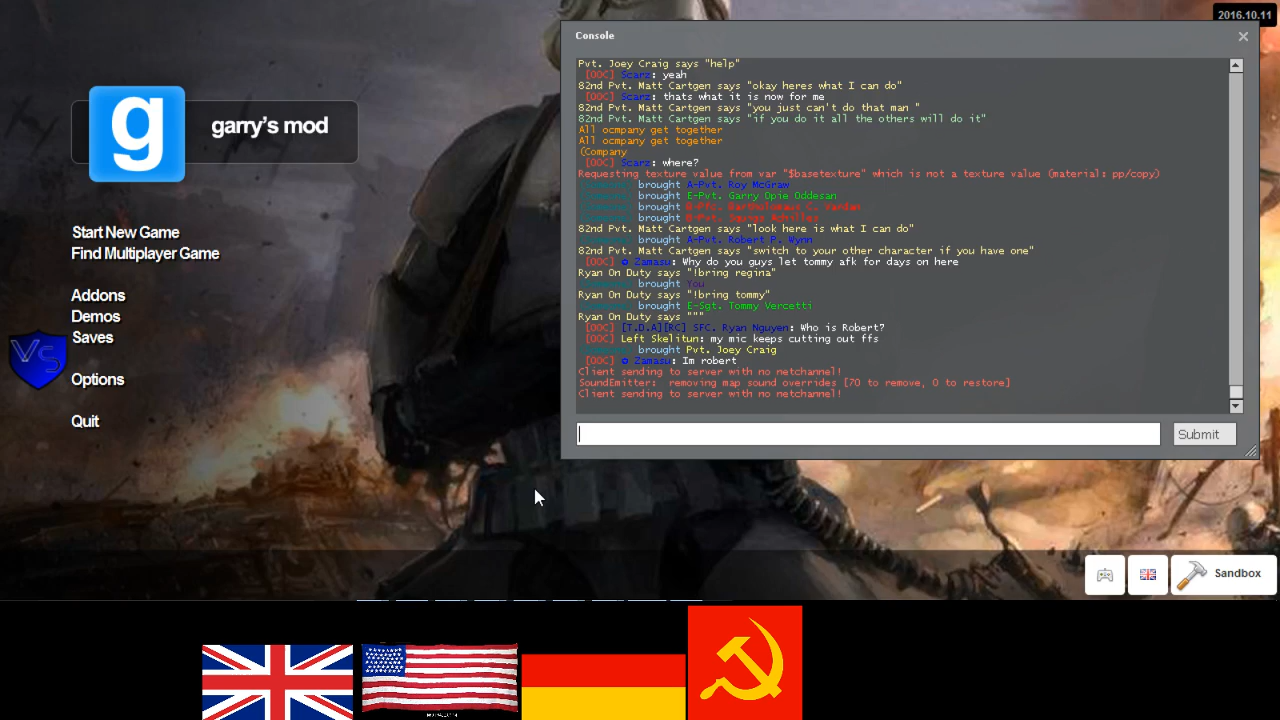 2016.10.11
Console
g
garry's mod
Start New Game
Find Multiplayer Game
Addons
Demos
Saves
Options
Quit
VS
Pvt. Joey Craig says "help"
[OOC] Scarz: yeah
82nd Pvt. Matt Cartgen says "okay heres what I can do"
[OOC] Scarz: thats what it is now for me
82nd Pvt. Matt Cartgen says "you just can't do that man "
82nd Pvt. Matt Cartgen says "if you do it all the others will do it"
All ocmpany get together
All ocmpany get together
(Company
[OOC] Scarz: where?
Requesting texture value from var "$basetexture" which is not a texture value (material: pp/copy)
brought A-Pvt. Roy McGraw
brought E-Pvt. Garry Opie Oddesan
brought B-Pfc. Bartholomaus C. Vardan
brought B-Pvt. Squigs Achilles
82nd Pvt. Matt Cartgen says "look here is what I can do"
brought A-Pvt. Robert P. Wynn
82nd Pvt. Matt Cartgen says "switch to your other character if you have one"
[OOC] ✿ Zamasu: Why do you guys let tommy afk for days on here
Ryan On Duty says "!bring regina"
brought You
Ryan On Duty says "!bring tommy"
brought E-Sgt. Tommy Vercetti
Ryan On Duty says """
[OOC] [T.D.A][RC] SFC. Ryan Nguyen: Who is Robert?
[OOC] Left Skelitun: my mic keeps cutting out ffs
brought Pvt. Joey Craig
[OOC] ✿ Zamasu: Im robert
Client sending to server with no netchannel!
SoundEmitter: removing map sound overrides [70 to remove, 0 to restore]
Client sending to server with no netchannel!
Submit
Sandbox